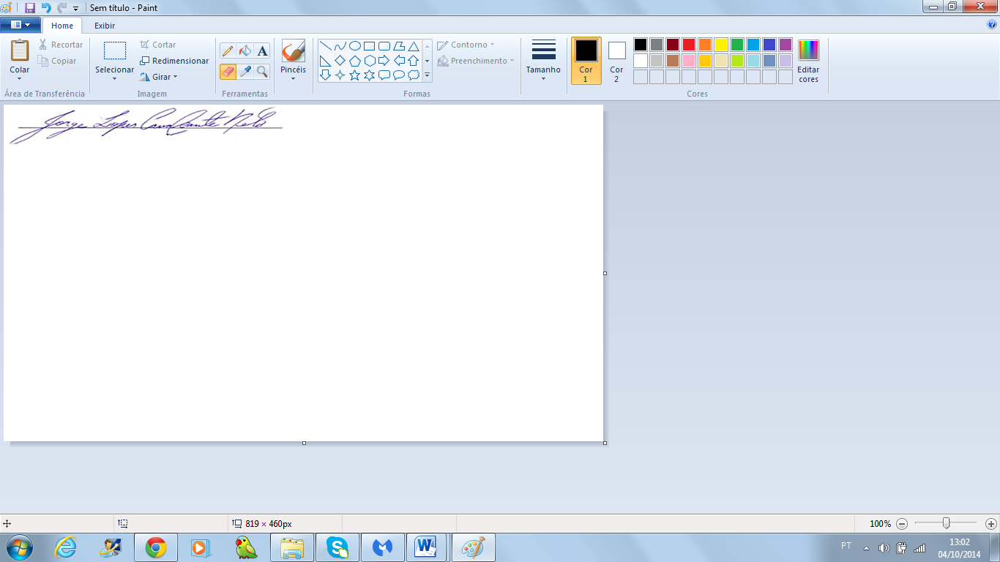 Sem título - Paint
Home Exibir
Colar
Recortar
Copiar
Área de Transferência
Selecionar
Cortar
Redimensionar
Girar
Imagem
A
Ferramentas
Pincéis
Contorno
Preenchimento
Formas
Tamanho
Cor 1
Cor 2
Editar cores
Cores
Jorge Lopes Cavalcante Neto
819 × 460px
100%
PT
13:02
04/10/2014